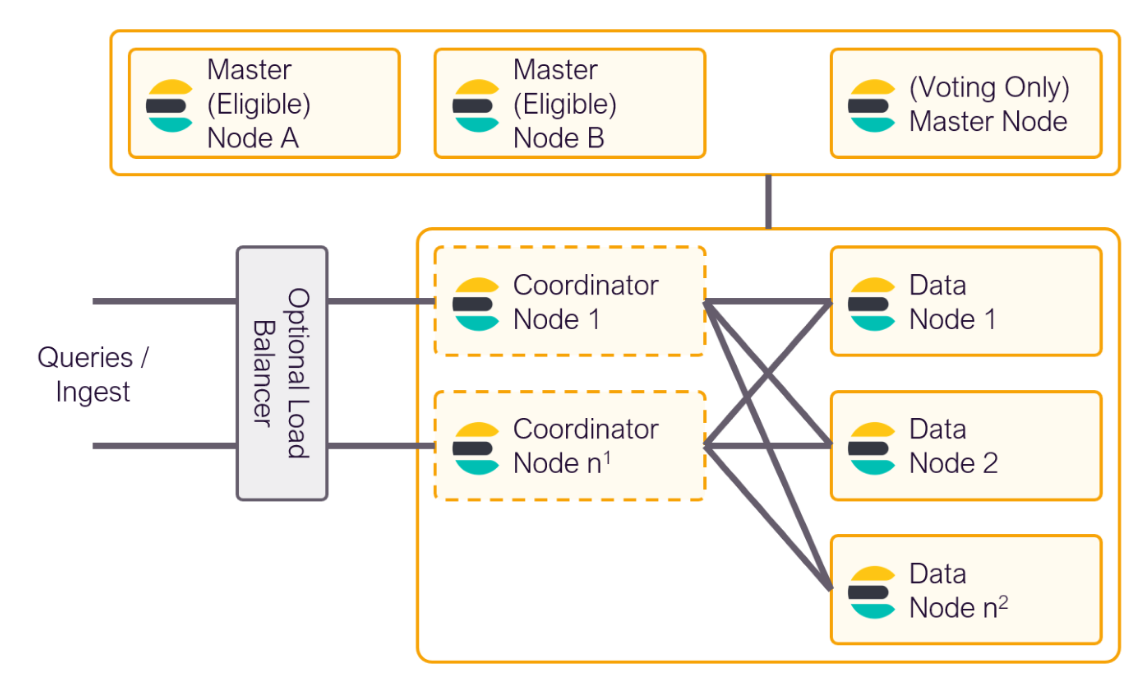 Master
(Eligible)
Node A
Master
(Eligible)
Node B
(Voting Only)
Master Node
Queries /
Ingest
Optional Load
Balancer
Coordinator
Node 1
Coordinator
Node n¹
Data
Node 1
Data
Node 2
Data
Node n²